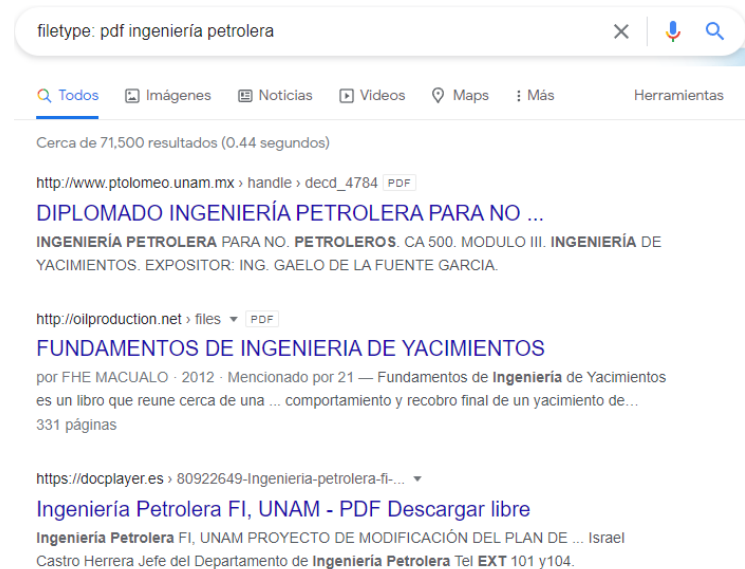 filetype: pdf ingeniería petrolera
Todos Imágenes Noticias Videos Maps Más Herramientas
Cerca de 71,500 resultados (0.44 segundos)
http://www.ptolomeo.unam.mx › handle › decd_4784 PDF
DIPLOMADO INGENIERÍA PETROLERA PARA NO ...
INGENIERÍA PETROLERA PARA NO. PETROLEROS. CA 500. MODULO III. INGENIERÍA DE
YACIMIENTOS. EXPOSITOR: ING. GAELO DE LA FUENTE GARCIA.
http://oilproduction.net › files PDF
FUNDAMENTOS DE INGENIERIA DE YACIMIENTOS
por FHE MACUALO · 2012 · Mencionado por 21 — Fundamentos de Ingeniería de Yacimientos
es un libro que reune cerca de una ... comportamiento y recobro final de un yacimiento de...
331 páginas
https://docplayer.es › 80922649-Ingenieria-petrolera-fi-...
Ingeniería Petrolera FI, UNAM - PDF Descargar libre
Ingeniería Petrolera FI, UNAM PROYECTO DE MODIFICACIÓN DEL PLAN DE ... Israel
Castro Herrera Jefe del Departamento de Ingeniería Petrolera Tel EXT 101 y104.